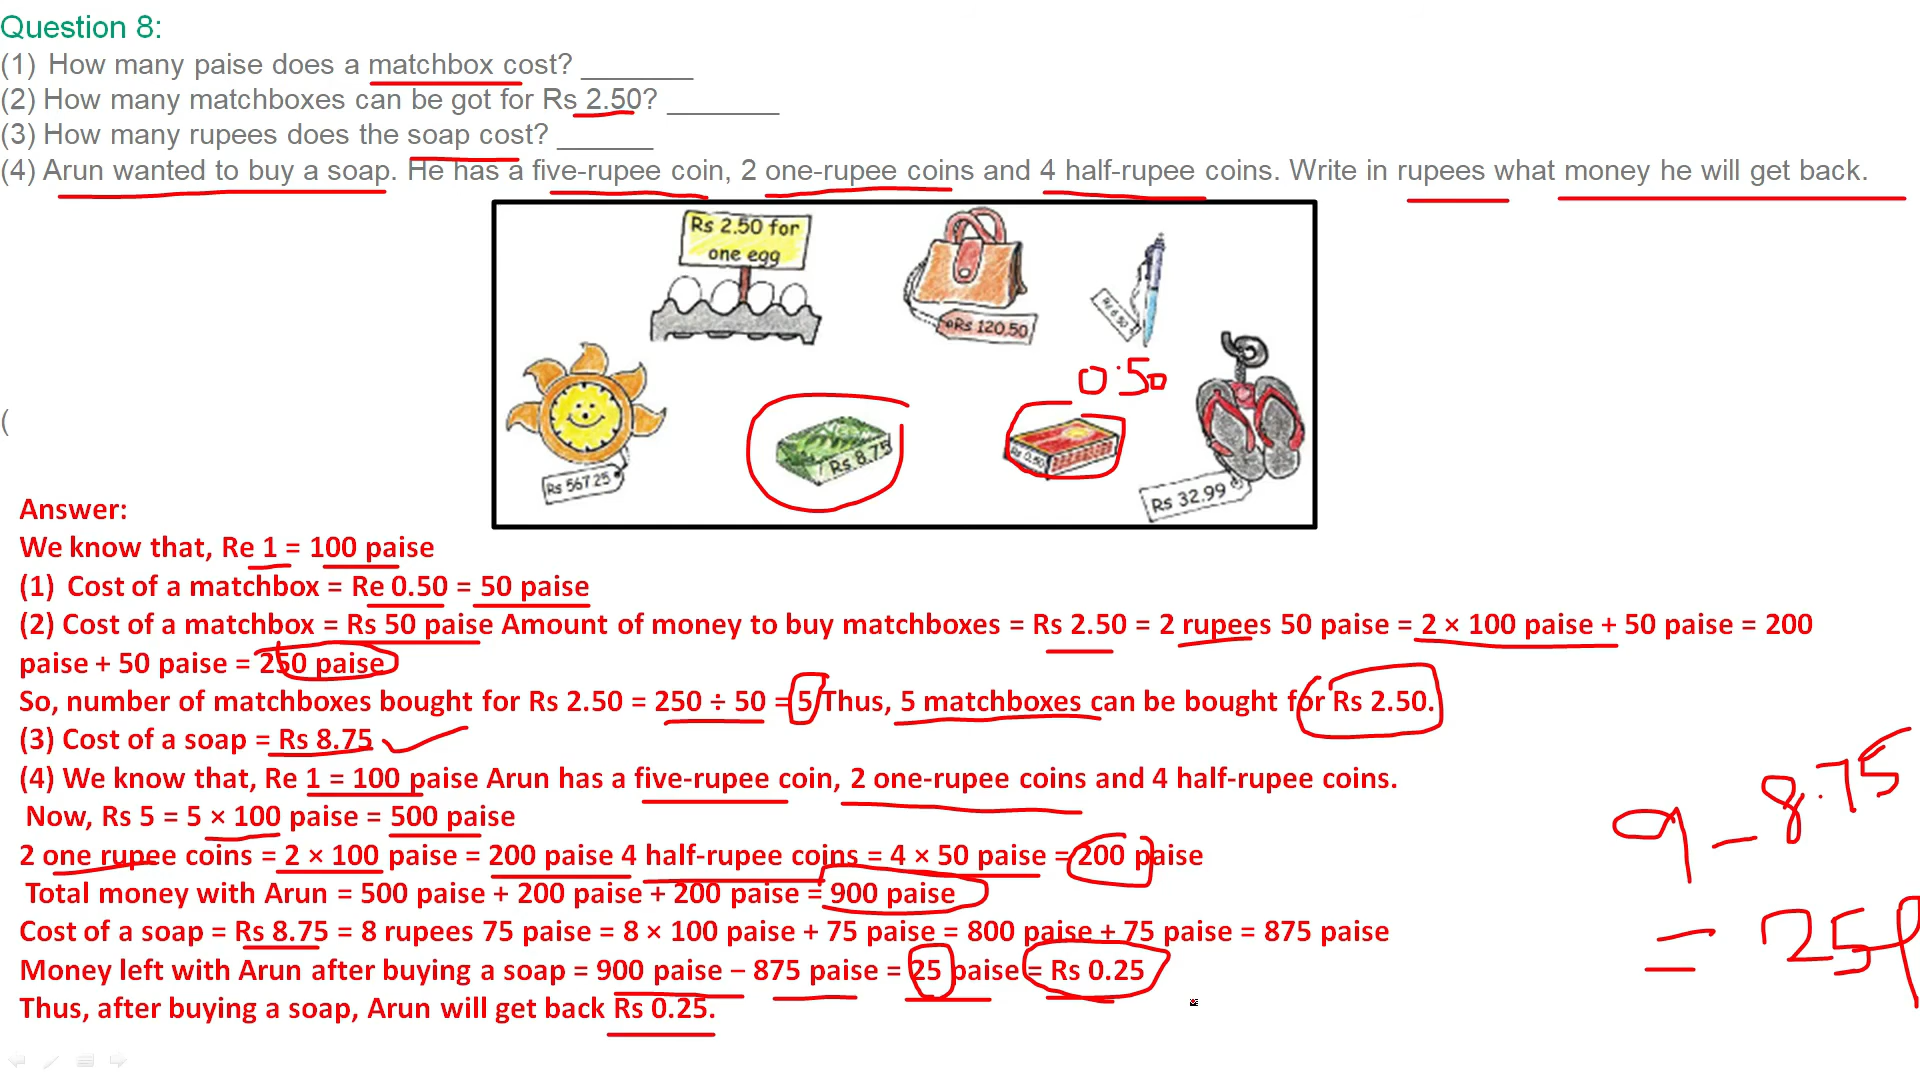 Question 8:
(1) How many paise does a matchbox cost? _______
(2) How many matchboxes can be got for Rs 2.50? _______
(3) How many rupees does the soap cost? ______
(4) Arun wanted to buy a soap. He has a five-rupee coin, 2 one-rupee coins and 4 half-rupee coins. Write in rupees what money he will get back.
Rs 2.50 for
one egg
Rs 120.50
Rs 6.50
0.50
(
Rs 567.25
Rs 8.75
Rs 0.50
Rs 32.99
Answer:
We know that, Re 1 = 100 paise
(1) Cost of a matchbox = Re 0.50 = 50 paise
(2) Cost of a matchbox = Rs 50 paise Amount of money to buy matchboxes = Rs 2.50 = 2 rupees 50 paise = 2 × 100 paise + 50 paise = 200
paise + 50 paise = 250 paise
So, number of matchboxes bought for Rs 2.50 = 250 ÷ 50 = 5 Thus, 5 matchboxes can be bought for Rs 2.50.
(3) Cost of a soap = Rs 8.75
(4) We know that, Re 1 = 100 paise Arun has a five-rupee coin, 2 one-rupee coins and 4 half-rupee coins.
Now, Rs 5 = 5 × 100 paise = 500 paise
2 one rupee coins = 2 × 100 paise = 200 paise 4 half-rupee coins = 4 × 50 paise = 200 paise
Total money with Arun = 500 paise + 200 paise + 200 paise = 900 paise
Cost of a soap = Rs 8.75 = 8 rupees 75 paise = 8 × 100 paise + 75 paise = 800 paise + 75 paise = 875 paise
Money left with Arun after buying a soap = 900 paise – 875 paise = 25 paise = Rs 0.25
Thus, after buying a soap, Arun will get back Rs 0.25.
9 – 8.75
= 25p